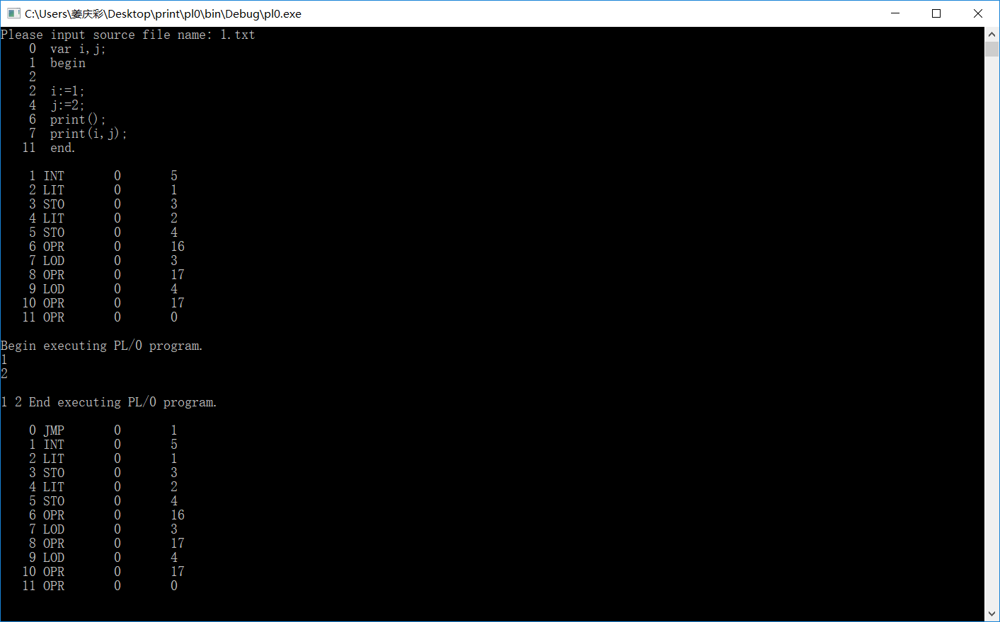 C:\Users\姜庆彩\Desktop\print\pl0\bin\Debug\pl0.exe
Please input source file name: 1.txt
0 var i,j;
1 begin
2
2 i:=1;
4 j:=2;
6 print();
7 print(i,j);
11 end.
1 INT 0 5
2 LIT 0 1
3 STO 0 3
4 LIT 0 2
5 STO 0 4
6 OPR 0 16
7 LOD 0 3
8 OPR 0 17
9 LOD 0 4
10 OPR 0 17
11 OPR 0 0
Begin executing PL/0 program.
1
2
1 2 End executing PL/0 program.
0 JMP 0 1
1 INT 0 5
2 LIT 0 1
3 STO 0 3
4 LIT 0 2
5 STO 0 4
6 OPR 0 16
7 LOD 0 3
8 OPR 0 17
9 LOD 0 4
10 OPR 0 17
11 OPR 0 0